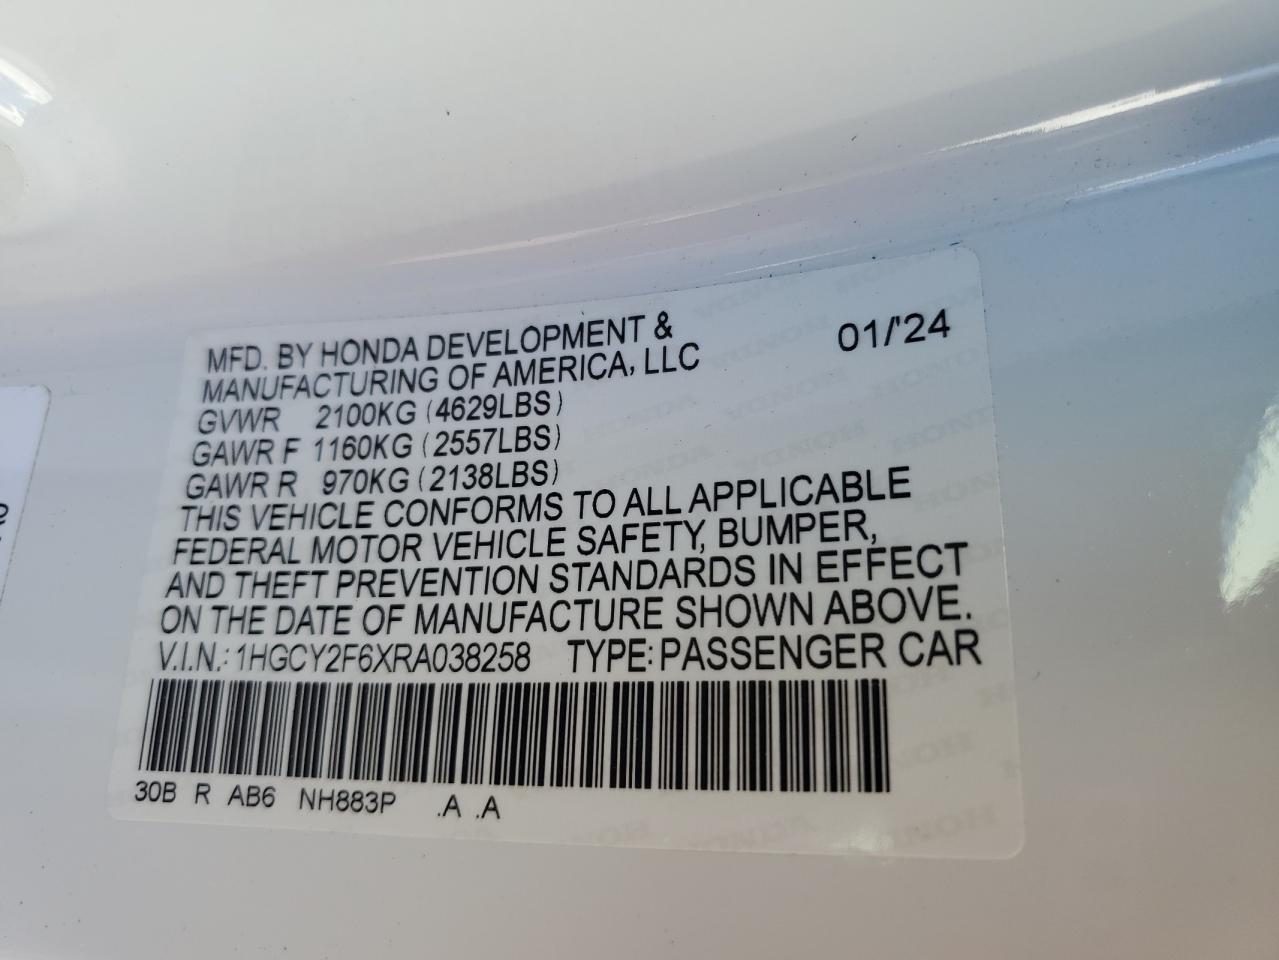 MFD. BY HONDA DEVELOPMENT &
MANUFACTURING OF AMERICA, LLC 01/'24
GVWR 2100KG (4629LBS)
GAWR F 1160KG (2557LBS)
GAWR R 970KG (2138LBS)
THIS VEHICLE CONFORMS TO ALL APPLICABLE
FEDERAL MOTOR VEHICLE SAFETY, BUMPER,
AND THEFT PREVENTION STANDARDS IN EFFECT
ON THE DATE OF MANUFACTURE SHOWN ABOVE.
V.I.N.: 1HGCY2F6XRA038258 TYPE: PASSENGER CAR
30B R AB6 NH883P .A .A